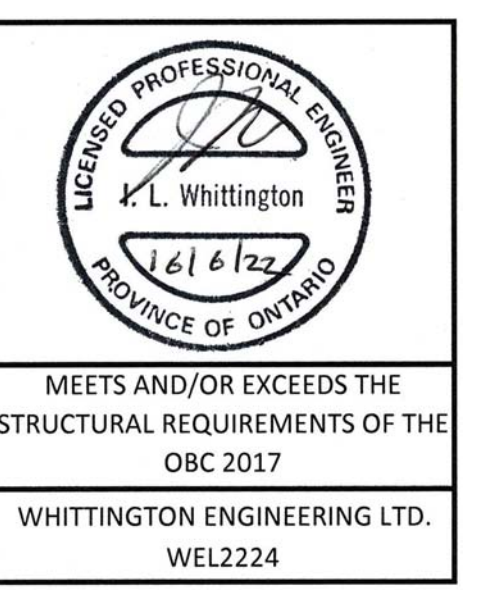 LICENSED PROFESSIONAL ENGINEER
L. Whittington
16/6/22
PROVINCE OF ONTARIO
MEETS AND/OR EXCEEDS THE
STRUCTURAL REQUIREMENTS OF THE
OBC 2017
WHITTINGTON ENGINEERING LTD.
WEL2224